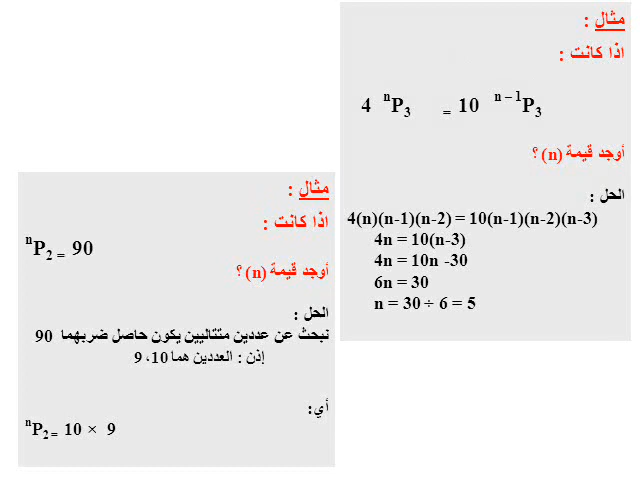 مثال :
اذا كانت :
4 ⁿP₃ = 10 ⁿ⁻¹P₃
أوجد قيمة (n) ؟
الحل :
4(n)(n-1)(n-2) = 10(n-1)(n-2)(n-3)
4n = 10(n-3)
4n = 10n -30
6n = 30
n = 30 ÷ 6 = 5
مثال :
اذا كانت :
ⁿP₂ = 90
أوجد قيمة (n) ؟
الحل :
نبحث عن عددين متتاليين يكون حاصل ضربهما 90
إذن : العددين هما 10، 9
أي:
ⁿP₂ = 10 × 9